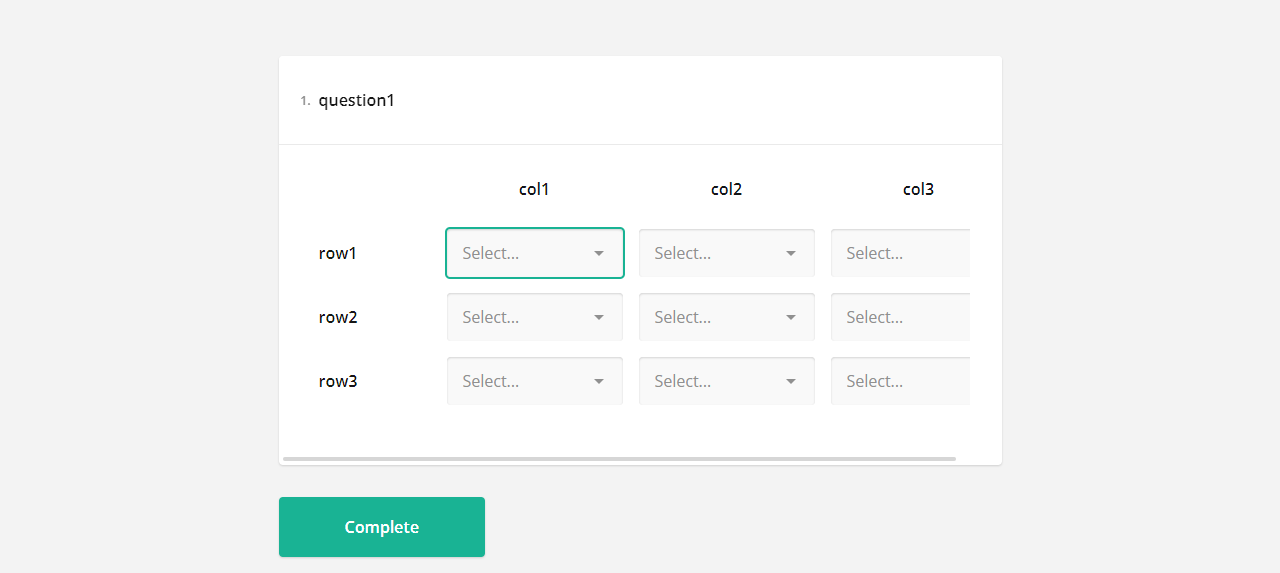 1. question1
col1 col2 col3
row1 Select... Select... Select...
row2 Select... Select... Select...
row3 Select... Select... Select...
Complete